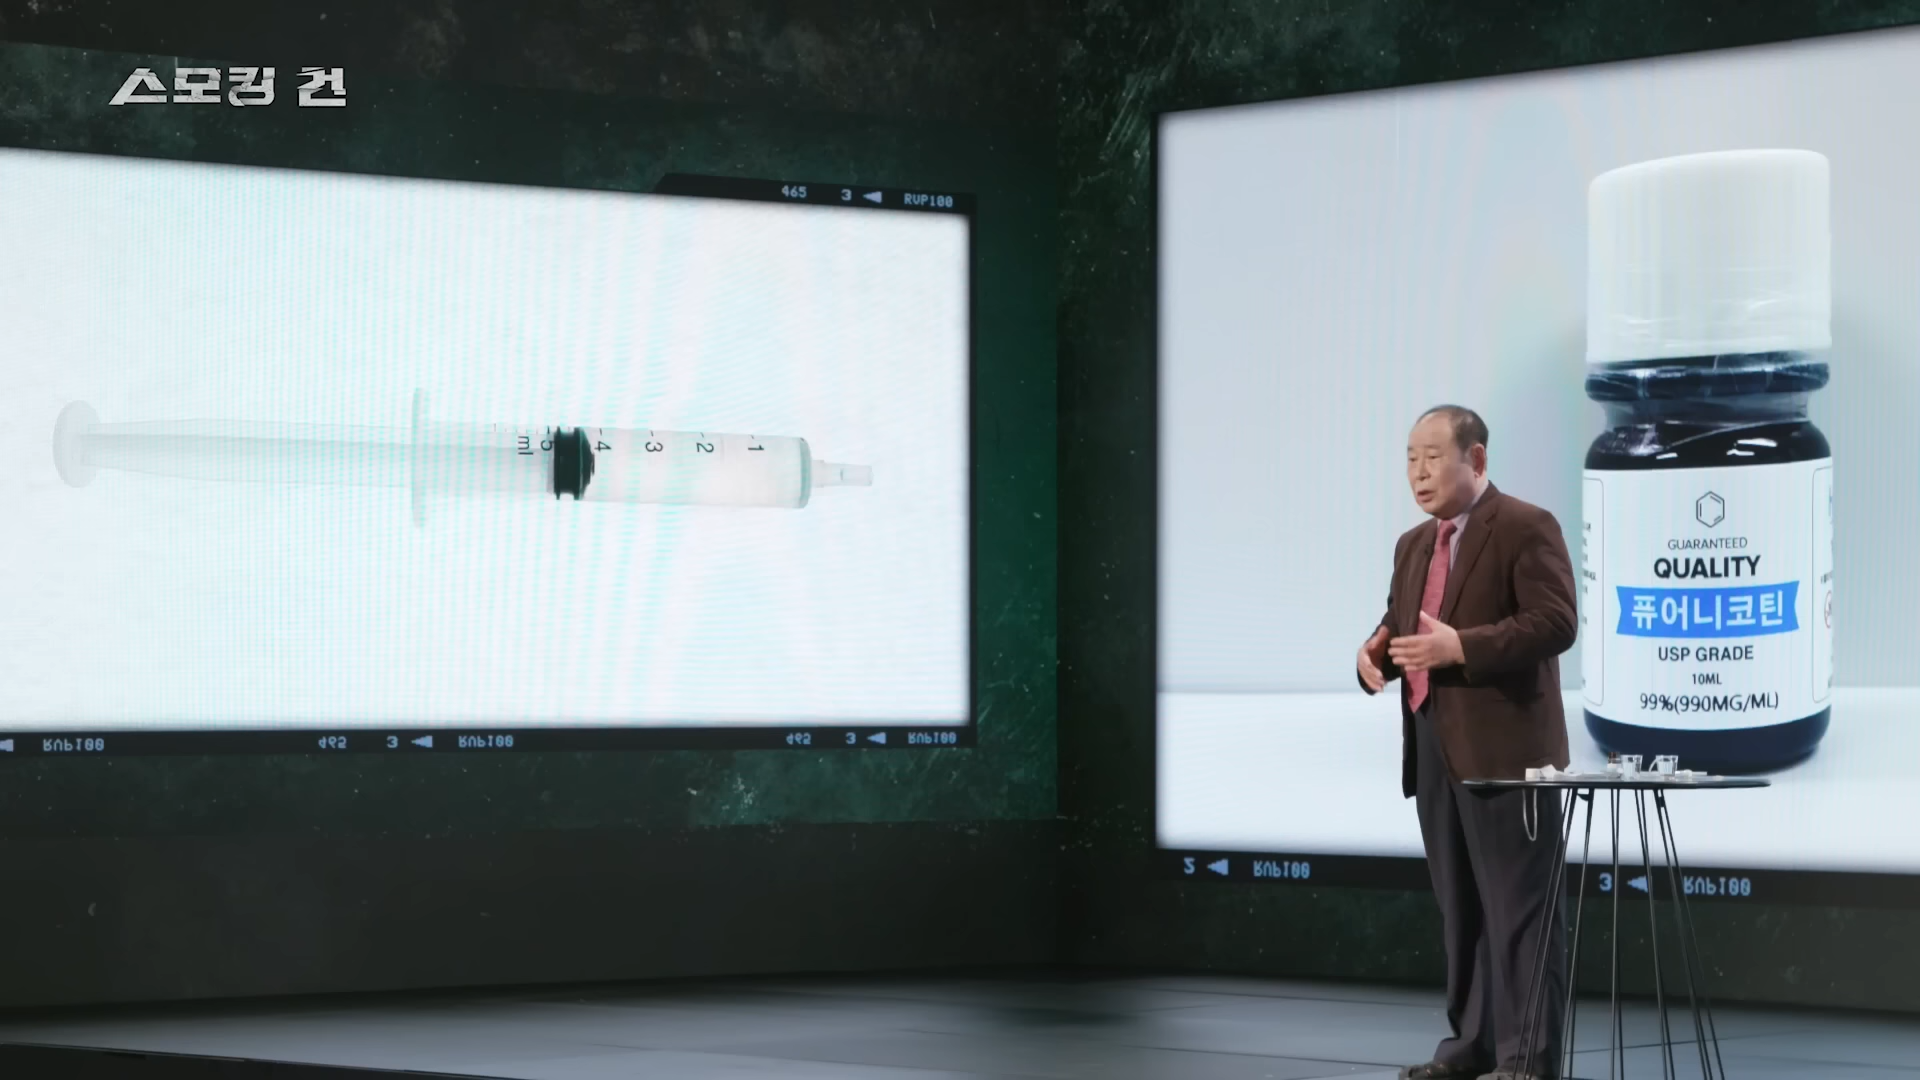 스모킹 건
465 3 RVP100
ml 5 4 3 2 1
RVP100 465 3 RVP100 465 3 RVP100
GUARANTEED
QUALITY
퓨어니코틴
USP GRADE
10ML
99%(990MG/ML)
2 RVP100 3 RVP100